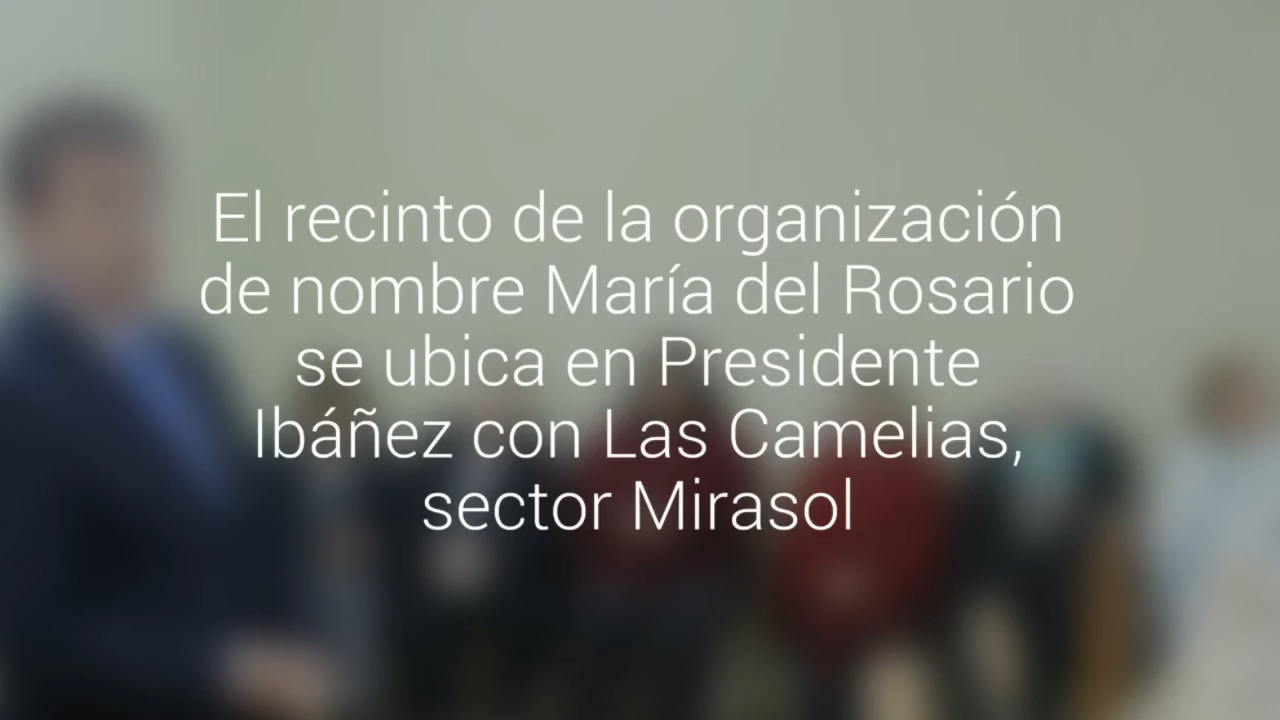 El recinto de la organización
de nombre María del Rosario
se ubica en Presidente
Ibáñez con Las Camelias,
sector Mirasol